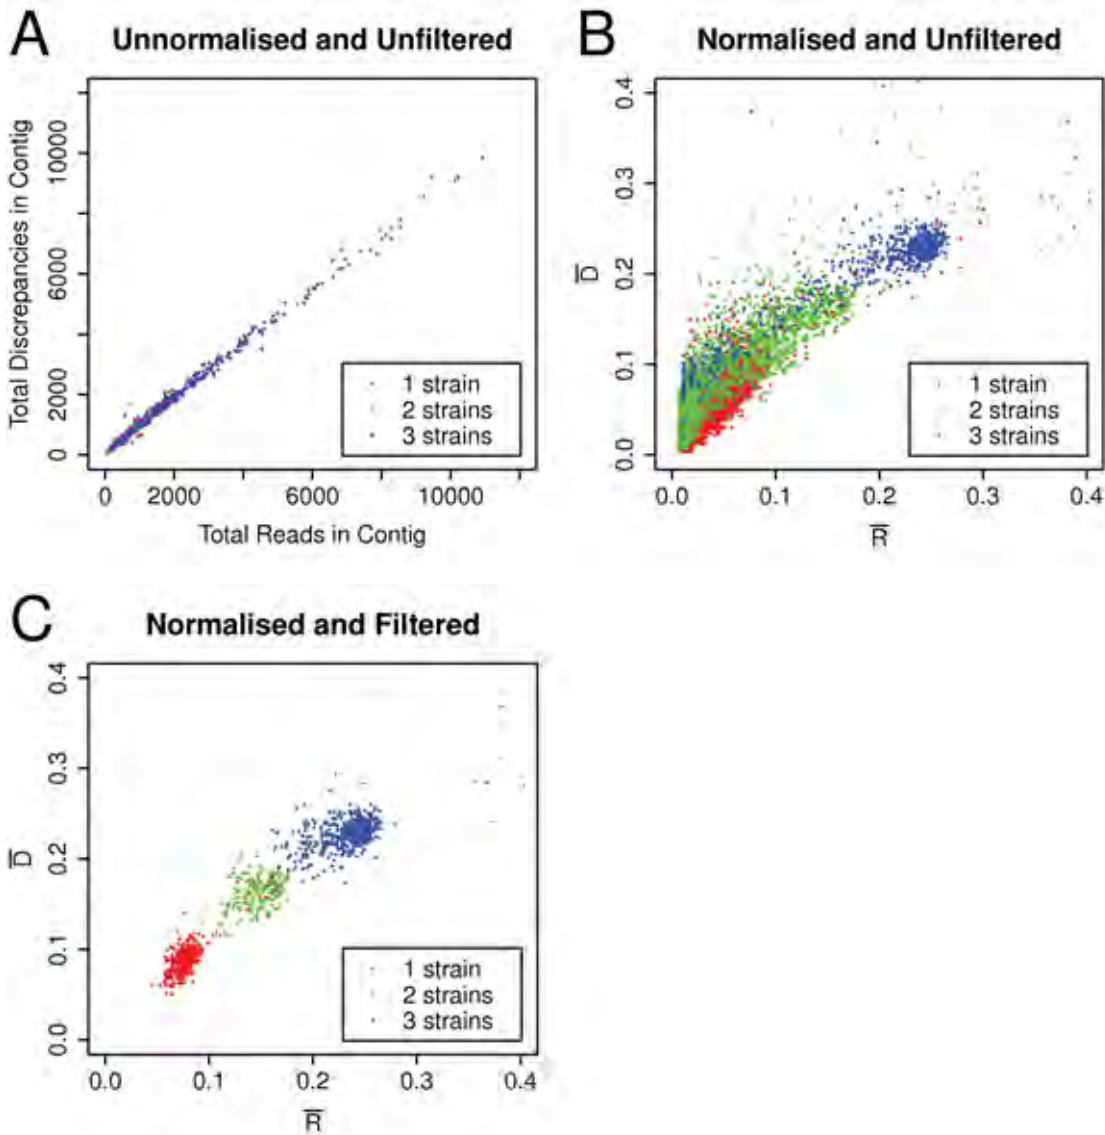 A
Unnormalised and Unfiltered
Total Discrepancies in Contig
10000
6000
2000
0
1 strain
2 strains
3 strains
0 2000 6000 10000
Total Reads in Contig
B
Normalised and Unfiltered
D
0.4
0.3
0.2
0.1
0.0
1 strain
2 strains
3 strains
0.0 0.1 0.2 0.3 0.4
R
C
Normalised and Filtered
D
0.4
0.3
0.2
0.1
0.0
1 strain
2 strains
3 strains
0.0 0.1 0.2 0.3 0.4
R